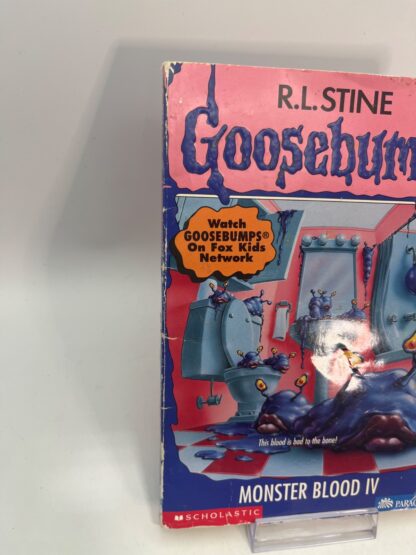 R.L. STINE
Goosebum
Watch
GOOSEBUMPS®
On Fox Kids
Network
This blood is bad to the bone!
MONSTER BLOOD IV
SCHOLASTIC
PARAC